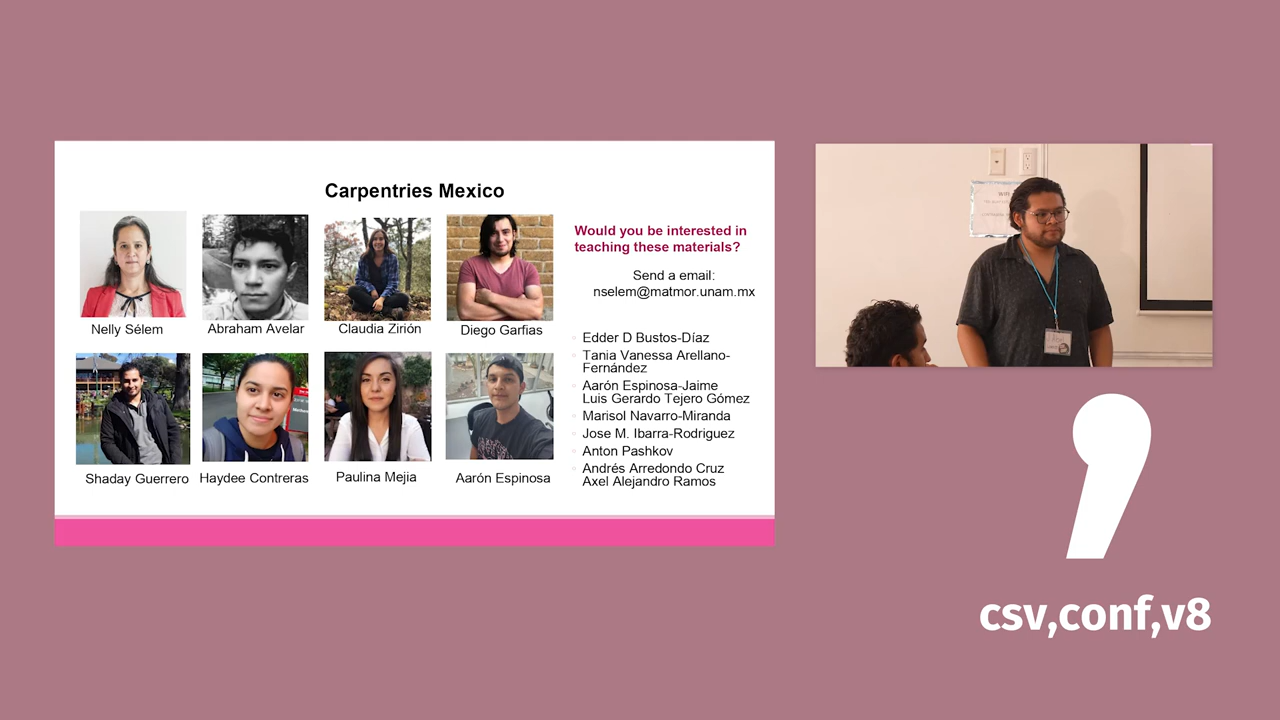 Carpentries Mexico
Nelly Sélem
Abraham Avelar
Claudia Zirión
Diego Garfias
Shaday Guerrero
Haydee Contreras
Paulina Mejia
Aarón Espinosa
Would you be interested in
teaching these materials?
Send a email:
nselem@matmor.unam.mx
Edder D Bustos-Díaz
Tania Vanessa Arellano-
Fernández
Aarón Espinosa-Jaime
Luis Gerardo Tejero Gómez
Marisol Navarro-Miranda
Jose M. Ibarra-Rodriguez
Anton Pashkov
Andrés Arredondo Cruz
Axel Alejandro Ramos
csv,conf,v8